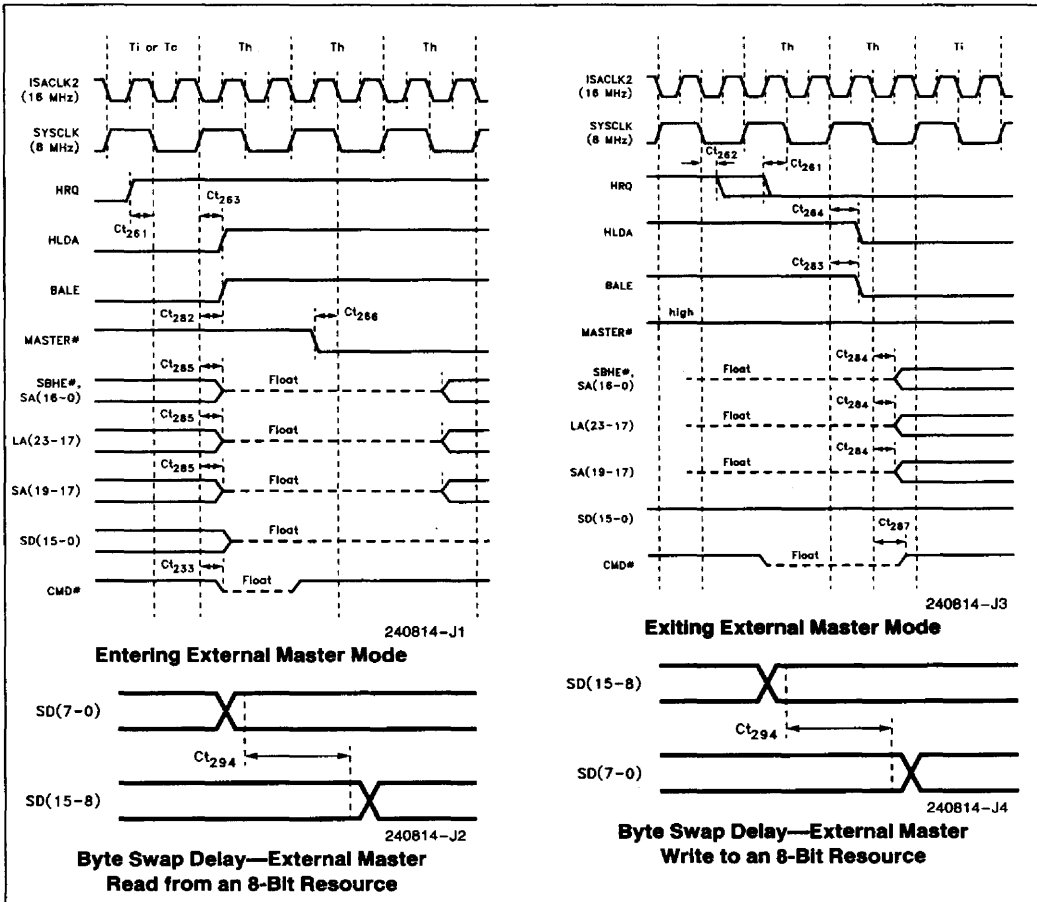 Ti or Tc Th Th Th
ISACLK2
(16 MHz)
SYSCLK
(8 MHz)
HRQ
Ct263
Ct261
HLDA
BALE
Ct282
Ct266
MASTER#
Ct285
SBHE#,
SA(16-0)
Float
Ct285
LA(23-17)
Float
Ct285
SA(19-17)
Float
SD(15-0)
Float
Ct233
CMD#
Float
240814-J1
Entering External Master Mode
SD(7-0)
Ct294
SD(15-8)
240814-J2
Byte Swap Delay—External Master
Read from an 8-Bit Resource
Th Th Ti
ISACLK2
(16 MHz)
SYSCLK
(8 MHz)
Ct262
Ct261
HRQ
Ct264
HLDA
Ct283
BALE
high
MASTER#
Ct284
SBHE#,
SA(16-0)
Float
Ct284
LA(23-17)
Float
Ct284
SA(19-17)
Float
SD(15-0)
Ct287
CMD#
Float
240814-J3
Exiting External Master Mode
SD(15-8)
Ct294
SD(7-0)
240814-J4
Byte Swap Delay—External Master
Write to an 8-Bit Resource